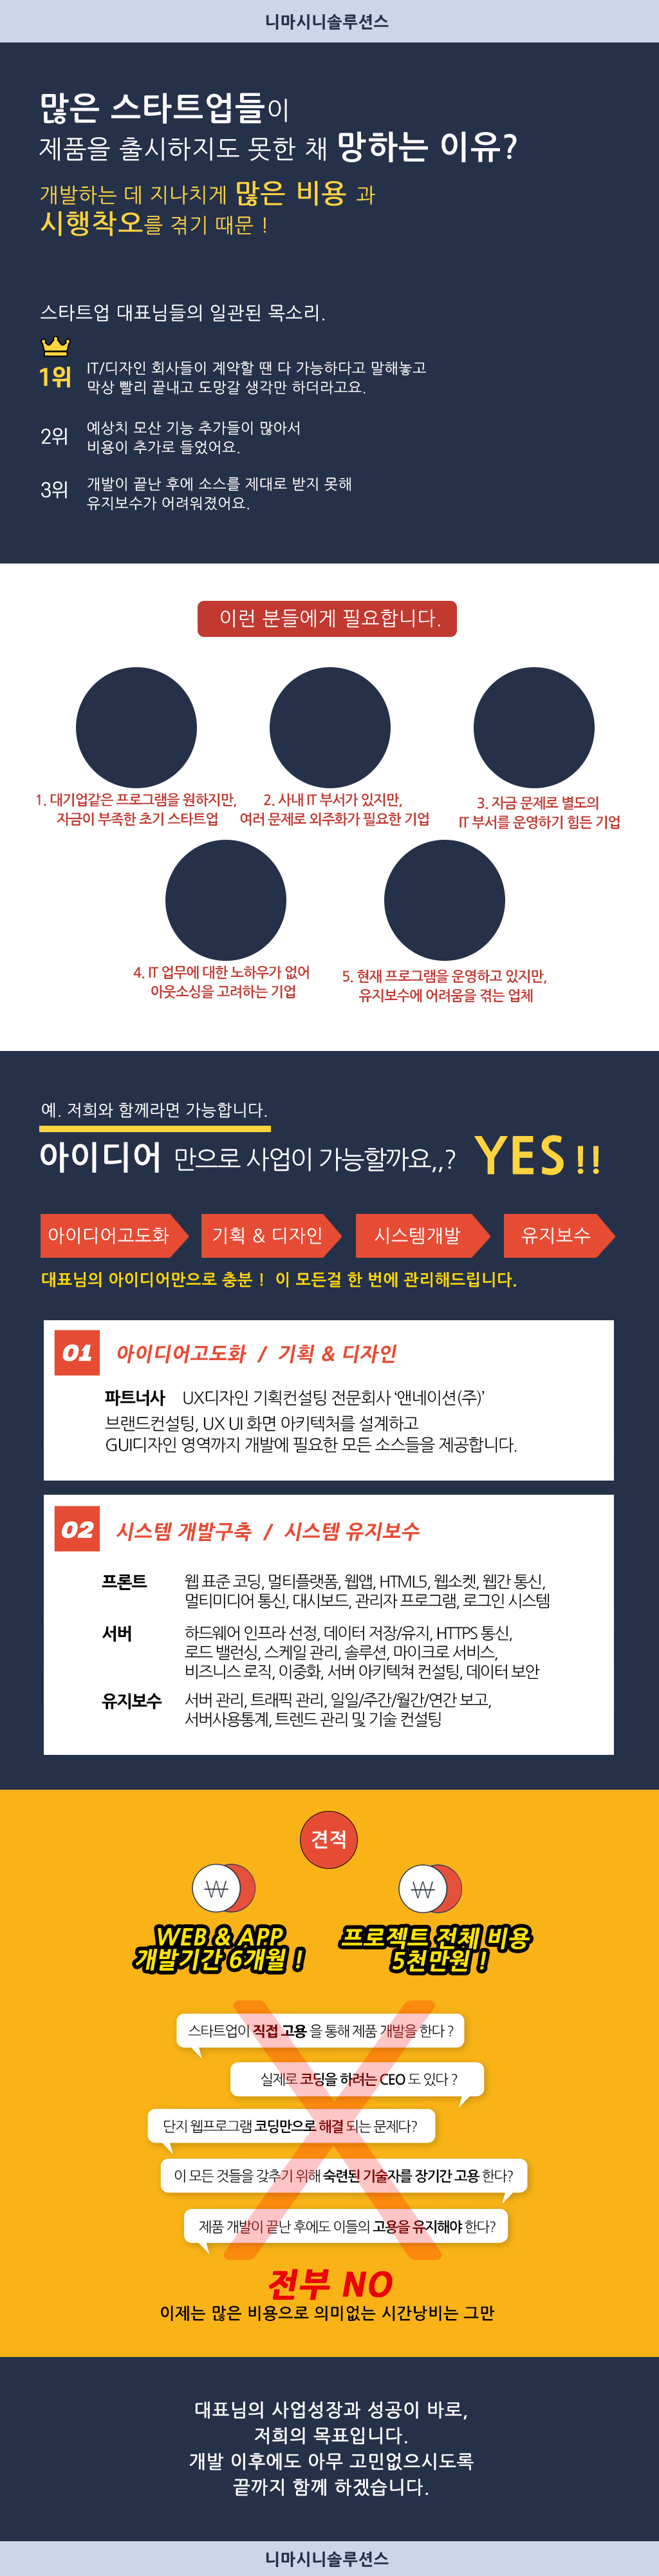 니마시니솔루션스
많은 스타트업들이
제품을 출시하지도 못한 채 망하는 이유?
개발하는 데 지나치게 많은 비용 과
시행착오를 겪기 때문 !
스타트업 대표님들의 일관된 목소리.
1위
IT/디자인 회사들이 계약할 땐 다 가능하다고 말해놓고
막상 빨리 끝내고 도망갈 생각만 하더라고요.
2위
예상치 모산 기능 추가들이 많아서
비용이 추가로 들었어요.
3위
개발이 끝난 후에 소스를 제대로 받지 못해
유지보수가 어려워졌어요.
이런 분들에게 필요합니다.
1. 대기업같은 프로그램을 원하지만,
자금이 부족한 초기 스타트업
2. 사내 IT 부서가 있지만,
여러 문제로 외주화가 필요한 기업
3. 자금 문제로 별도의
IT 부서를 운영하기 힘든 기업
4. IT 업무에 대한 노하우가 없어
아웃소싱을 고려하는 기업
5. 현재 프로그램을 운영하고 있지만,
유지보수에 어려움을 겪는 업체
예. 저희와 함께라면 가능합니다.
아이디어 만으로 사업이 가능할까요,,? YES !!
아이디어고도화 기획 & 디자인 시스템개발 유지보수
대표님의 아이디어만으로 충분 ! 이 모든걸 한 번에 관리해드립니다.
01 아이디어고도화 / 기획 & 디자인
파트너사 UX디자인 기획컨설팅 전문회사 ‘앤네이션(주)’
브랜드컨설팅, UX UI 화면 아키텍처를 설계하고
GUI디자인 영역까지 개발에 필요한 모든 소스들을 제공합니다.
02 시스템 개발구축 / 시스템 유지보수
프론트 웹 표준 코딩, 멀티플랫폼, 웹앱, HTML5, 웹소켓, 웹간 통신,
멀티미디어 통신, 대시보드, 관리자 프로그램, 로그인 시스템
서버 하드웨어 인프라 선정, 데이터 저장/유지, HTTPS 통신,
로드 밸런싱, 스케일 관리, 솔루션, 마이크로 서비스,
비즈니스 로직, 이중화, 서버 아키텍쳐 컨설팅, 데이터 보안
유지보수 서버 관리, 트래픽 관리, 일일/주간/월간/연간 보고,
서버사용통계, 트렌드 관리 및 기술 컨설팅
견적
₩
₩
WEB & APP
개발기간 6개월 !
프로젝트 전체 비용
5천만원 !
스타트업이 직접 고용 을 통해 제품 개발을 한다 ?
실제로 코딩을 하려는 CEO 도 있다 ?
단지 웹프로그램 코딩만으로 해결 되는 문제다?
이 모든 것들을 갖추기 위해 숙련된 기술자를 장기간 고용 한다?
제품 개발이 끝난 후에도 이들의 고용을 유지해야 한다?
전부 NO
이제는 많은 비용으로 의미없는 시간낭비는 그만
대표님의 사업성장과 성공이 바로,
저희의 목표입니다.
개발 이후에도 아무 고민없으시도록
끝까지 함께 하겠습니다.
니마시니솔루션스